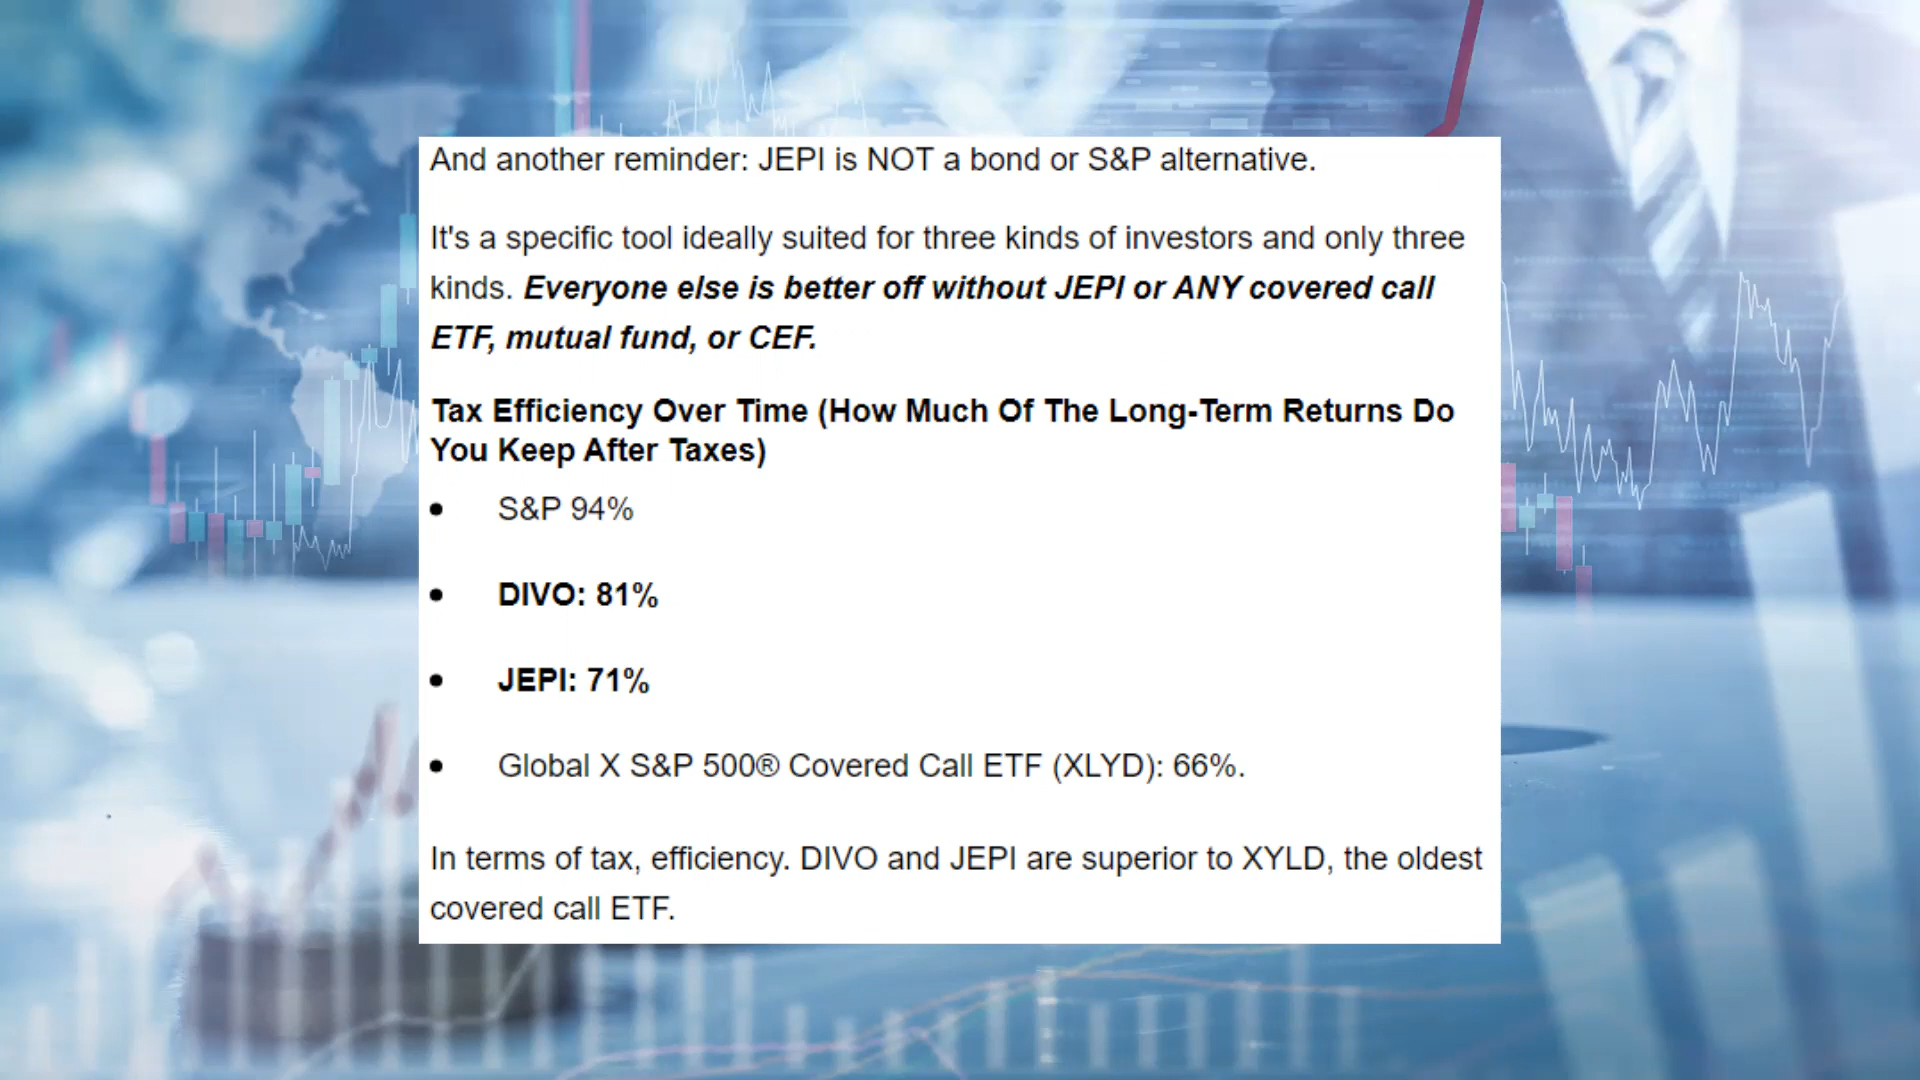 And another reminder: JEPI is NOT a bond or S&P alternative.
It's a specific tool ideally suited for three kinds of investors and only three
kinds. Everyone else is better off without JEPI or ANY covered call
ETF, mutual fund, or CEF.
Tax Efficiency Over Time (How Much Of The Long-Term Returns Do
You Keep After Taxes)
• S&P 94%
• DIVO: 81%
• JEPI: 71%
• Global X S&P 500® Covered Call ETF (XLYD): 66%.
In terms of tax, efficiency. DIVO and JEPI are superior to XYLD, the oldest
covered call ETF.